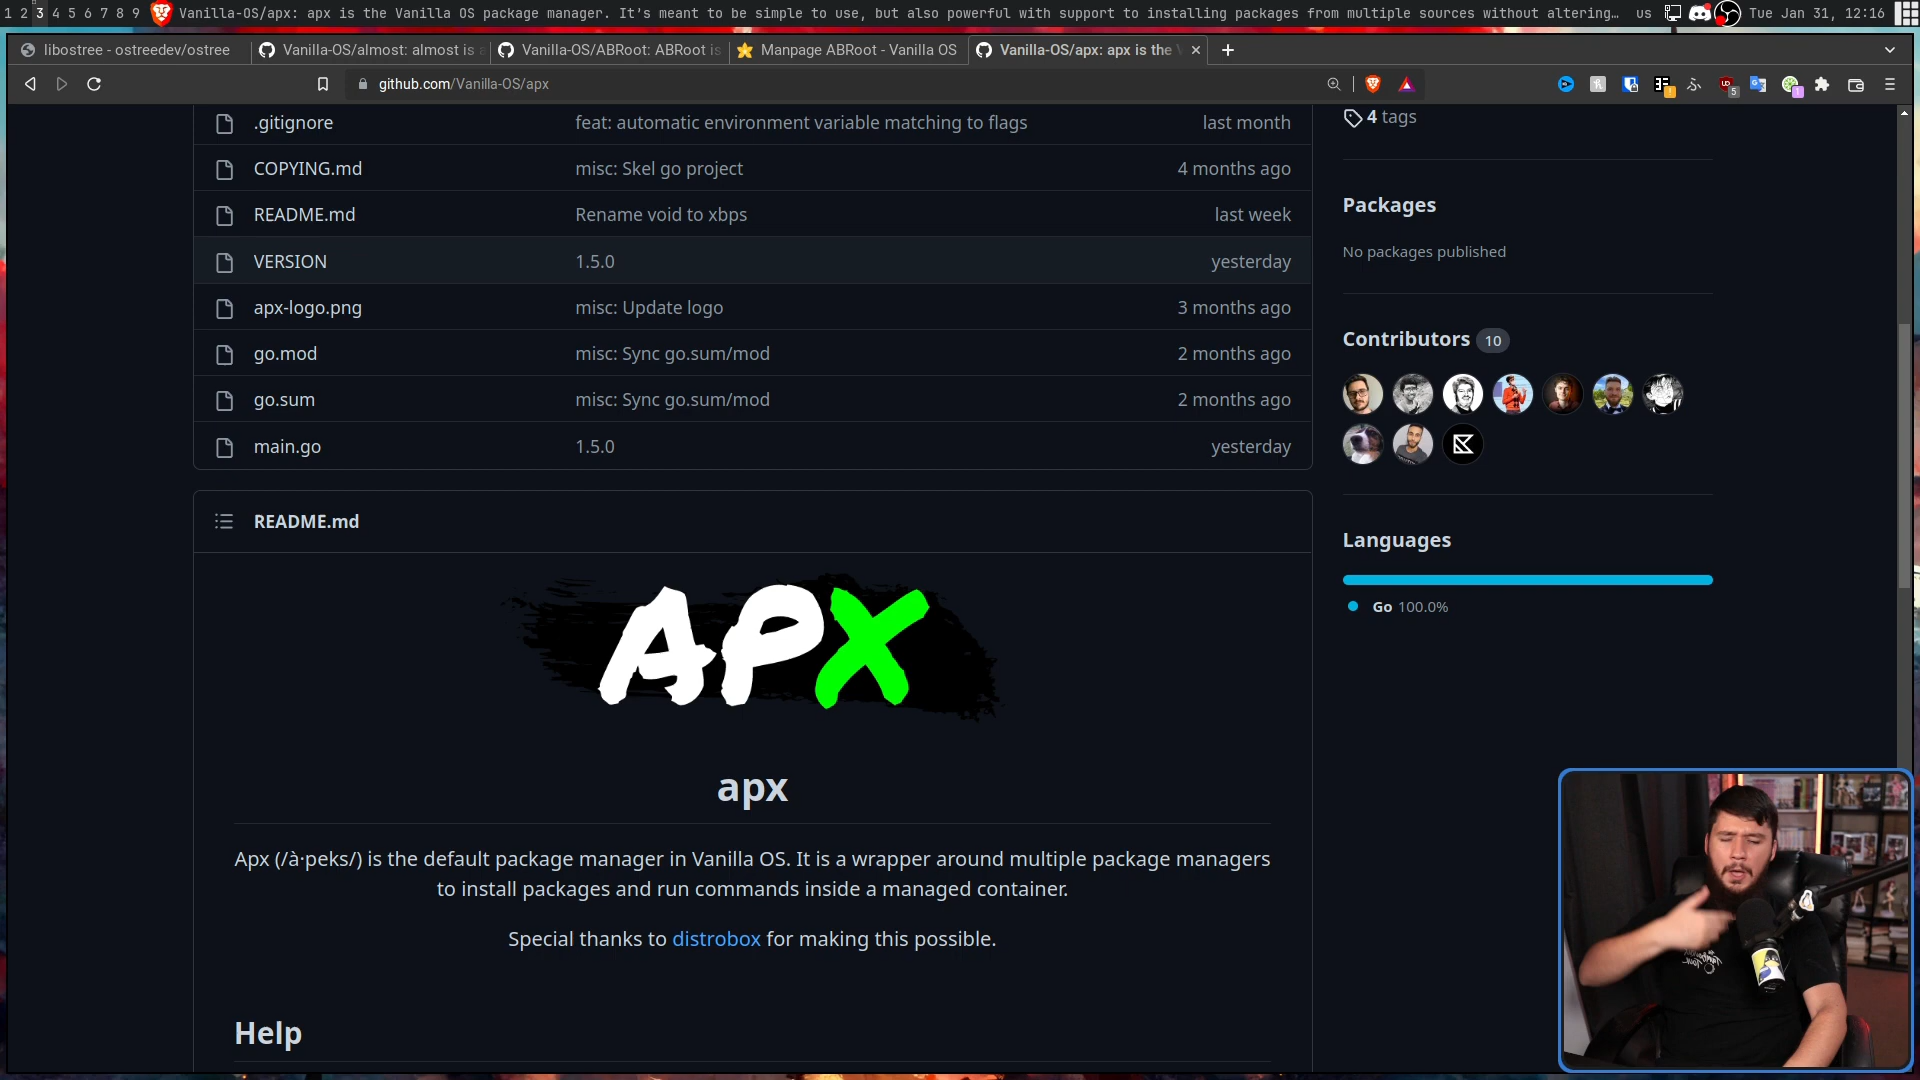 1 2 3 4 5 6 7 8 9 Vanilla-OS/apx: apx is the Vanilla OS package manager. It's meant to be simple to use, but also powerful with support to installing packages from multiple sources without altering… us Tue Jan 31, 12:16
libostree - ostreedev/ostree Vanilla-OS/almost: almost is a Vanilla-OS/ABRoot: ABRoot is Manpage ABRoot - Vanilla OS Vanilla-OS/apx: apx is the V
github.com/Vanilla-OS/apx 5 1
.gitignore feat: automatic environment variable matching to flags last month
COPYING.md misc: Skel go project 4 months ago
README.md Rename void to xbps last week
VERSION 1.5.0 yesterday
apx-logo.png misc: Update logo 3 months ago
go.mod misc: Sync go.sum/mod 2 months ago
go.sum misc: Sync go.sum/mod 2 months ago
main.go 1.5.0 yesterday
README.md
APX
apx
Apx (/à·peks/) is the default package manager in Vanilla OS. It is a wrapper around multiple package managers
to install packages and run commands inside a managed container.
Special thanks to distrobox for making this possible.
Help
4 tags
Packages
No packages published
Contributors 10
Languages
Go 100.0%